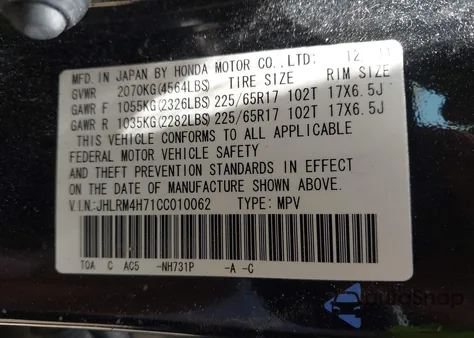 MFD. IN JAPAN BY HONDA MOTOR CO.,LTD: 12 11
GVWR 2070KG(4564LBS) TIRE SIZE RIM SIZE
GAWR F 1055KG(2326LBS) 225/65R17 102T 17X6.5J
GAWR R 1035KG(2282LBS) 225/65R17 102T 17X6.5J
THIS VEHICLE CONFORMS TO ALL APPLICABLE
FEDERAL MOTOR VEHICLE SAFETY
AND THEFT PREVENTION STANDARDS IN EFFECT
ON THE DATE OF MANUFACTURE SHOWN ABOVE.
V.I.N.:JHLRM4H71CC010062 TYPE: MPV
TOA C AC5 -NH731P -A -C